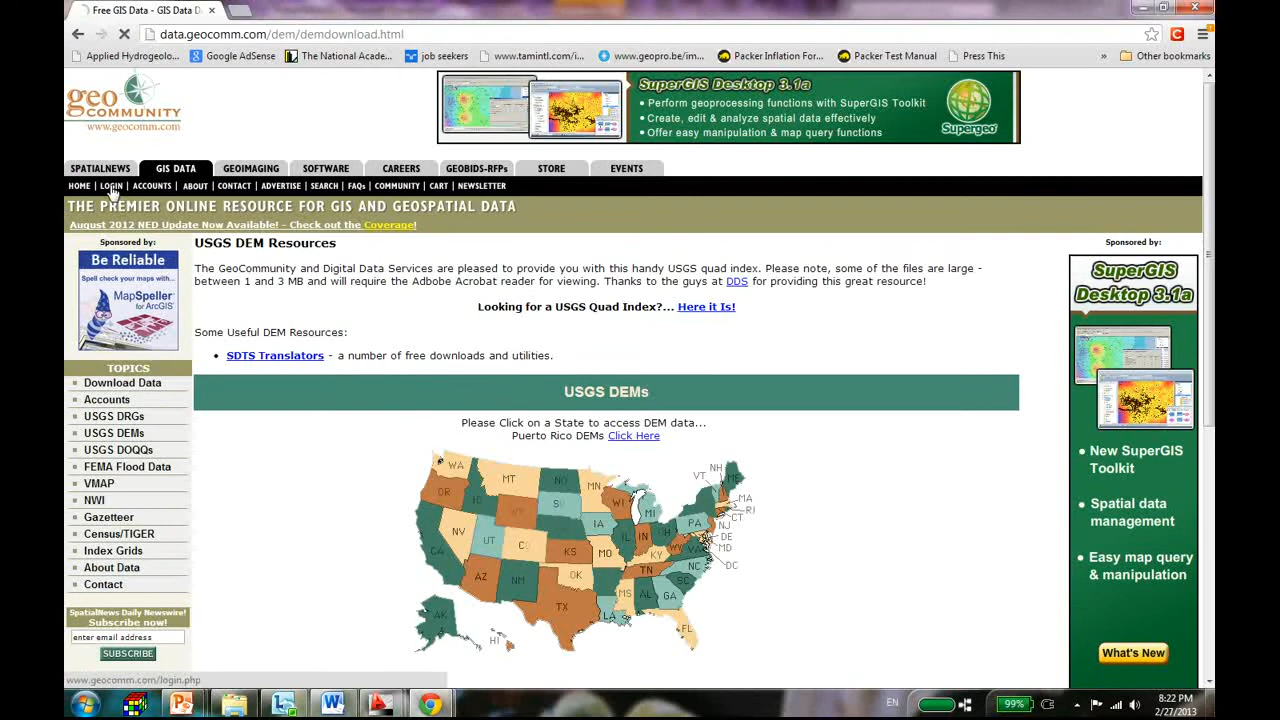 Free GIS Data - GIS Data D
data.geocomm.com/dem/demdownload.html
Applied Hydrogeolo...
Google AdSense
The National Acade...
job seekers
www.tamintl.com/i...
www.geopro.be/im...
Packer Inflation For...
Packer Test Manual
Press This
»
Other bookmarks
geo
COMMUNITY
www.geocomm.com
SuperGIS Desktop 3.1a
• Perform geoprocessing functions with SuperGIS Toolkit
• Create, edit & analyze spatial data effectively
• Offer easy manipulation & map query functions
Supergeo
SPATIALNEWS
GIS DATA
GEOIMAGING
SOFTWARE
CAREERS
GEOBIDS-RFPs
STORE
EVENTS
HOME | LOGIN | ACCOUNTS | ABOUT | CONTACT | ADVERTISE | SEARCH | FAQs | COMMUNITY | CART | NEWSLETTER
THE PREMIER ONLINE RESOURCE FOR GIS AND GEOSPATIAL DATA
August 2012 NED Update Now Available! - Check out the Coverage!
Sponsored by:
Be Reliable
Spell check your maps with...
MapSpeller
for ArcGIS
TOPICS
Download Data
Accounts
USGS DRGs
USGS DEMs
USGS DOQQs
FEMA Flood Data
VMAP
NWI
Gazetteer
Census/TIGER
Index Grids
About Data
Contact
SpatialNews Daily Newswire!
Subscribe now!
enter email address
SUBSCRIBE
USGS DEM Resources
The GeoCommunity and Digital Data Services are pleased to provide you with this handy USGS quad index. Please note, some of the files are large -
between 1 and 3 MB and will require the Adbobe Acrobat reader for viewing. Thanks to the guys at DDS for providing this great resource!
Looking for a USGS Quad Index?... Here it Is!
Some Useful DEM Resources:
• SDTS Translators - a number of free downloads and utilities.
USGS DEMs
Please Click on a State to access DEM data...
Puerto Rico DEMs Click Here
WA
MT
ND
MN
VT
NH
ME
OR
ID
WY
SD
WI
MI
MA
RI
CT
NV
UT
CO
IA
IL
IN
OH
PA
NJ
DE
MD
DC
CA
KS
MO
KY
WV
VA
AZ
NM
OK
TN
NC
SC
TX
LA
MS
AL
GA
FL
AK
HI
Sponsored by:
SuperGIS
Desktop 3.1a
• New SuperGIS
Toolkit
• Spatial data
management
• Easy map query
& manipulation
What's New
www.geocomm.com/login.php
EN
99%
8:22 PM
2/27/2013